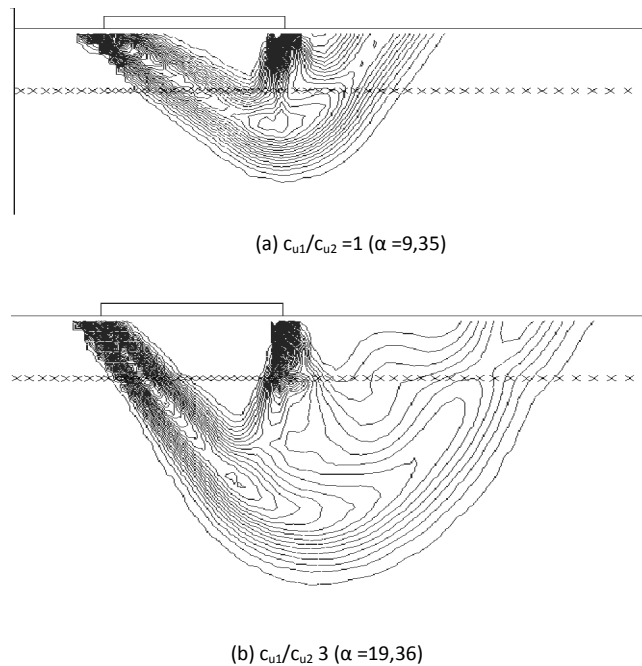 (a) cu1/cu2 =1 (α =9,35)
(b) cu1/cu2 3 (α =19,36)